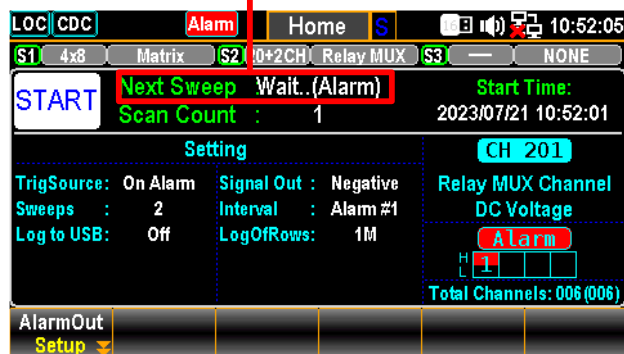 LOC CDC Alarm Home S 10:52:05
S1 4x8 Matrix S2 20+2CH Relay MUX S3 — NONE
START
Next Sweep : Wait..(Alarm)
Scan Count : 1
Start Time:
2023/07/21 10:52:01
Setting
TrigSource: On Alarm Signal Out : Negative
Sweeps : 2 Interval : Alarm #1
Log to USB: Off LogOfRows: 1M
CH 201
Relay MUX Channel
DC Voltage
Alarm
H 1
L
Total Channels: 006 (006)
AlarmOut
Setup